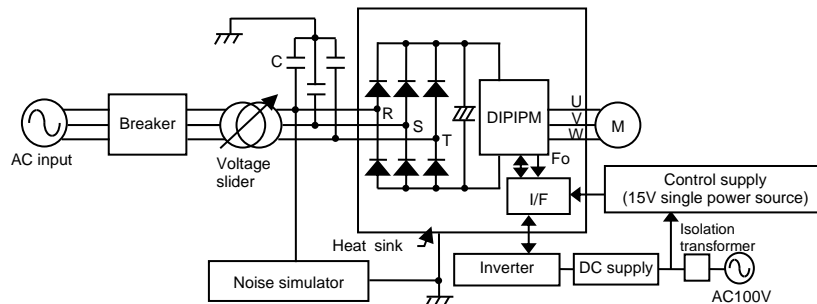 C
R
S
T
AC input
Breaker
Voltage
slider
DIPIPM
U
V
W
M
Fo
I/F
Control supply
(15V single power source)
Heat sink
Isolation
transformer
Noise simulator
Inverter
DC supply
AC100V